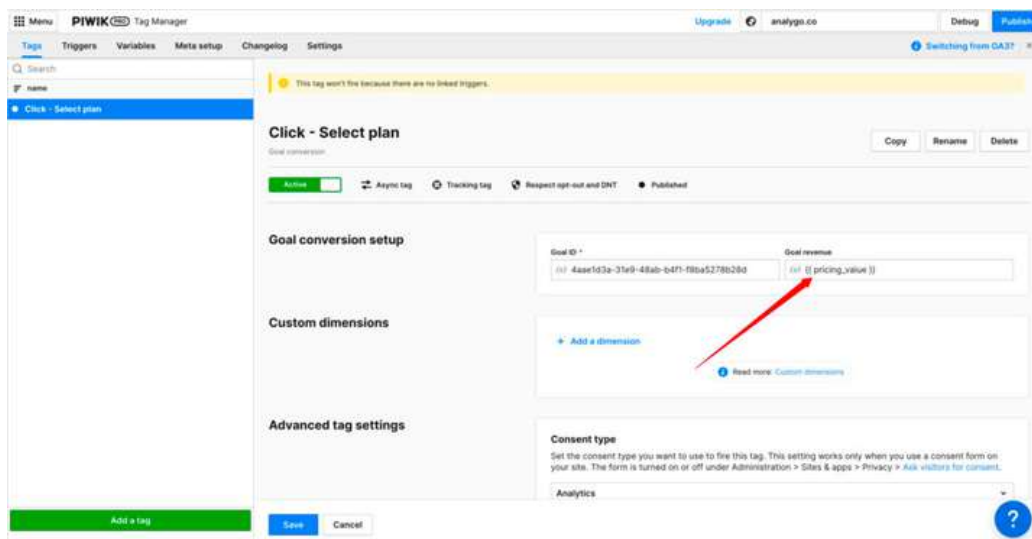 Menu PIWIK PRO Tag Manager Upgrade analygo.co Debug Publish
Tags Triggers Variables Meta setup Changelog Settings Switching from GA3?
Search
name
Click - Select plan
This tag won't fire because there are no linked triggers.
Click - Select plan
Copy Rename Delete
Goal conversion
Active Async tag Tracking tag Respect opt-out and DNT Published
Goal conversion setup
Goal ID * Goal revenue
{{ pricing_value }}
Custom dimensions
+ Add a dimension
Read more: Custom dimensions
Advanced tag settings
Consent type
Set the consent type you want to use to fire this tag. This setting works only when you use a consent form on
your site. The form is turned on or off under Administration > Sites & apps > Privacy > Ask visitors for consent.
Analytics
Add a tag
Save Cancel
?